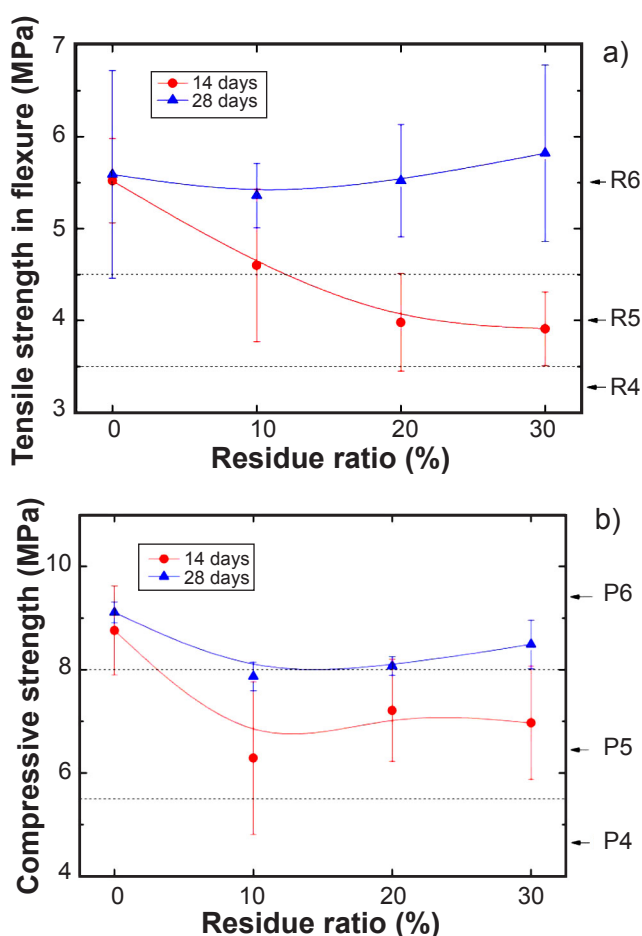 7
a)
14 days
28 days
6
R6
5
4
R5
R4
3
0 10 20 30
Residue ratio (%)
Tensile strength in flexure (MPa)
b)
14 days
28 days
10
P6
8
6
P5
P4
4
0 10 20 30
Residue ratio (%)
Compressive strength (MPa)